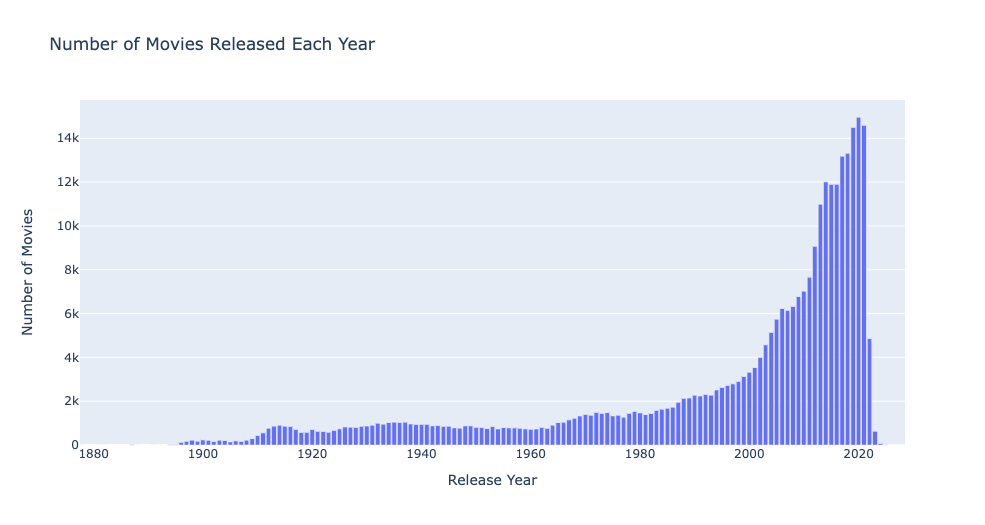 Number of Movies Released Each Year
14k
12k
10k
8k
6k
4k
2k
0
Number of Movies
1880 1900 1920 1940 1960 1980 2000 2020
Release Year